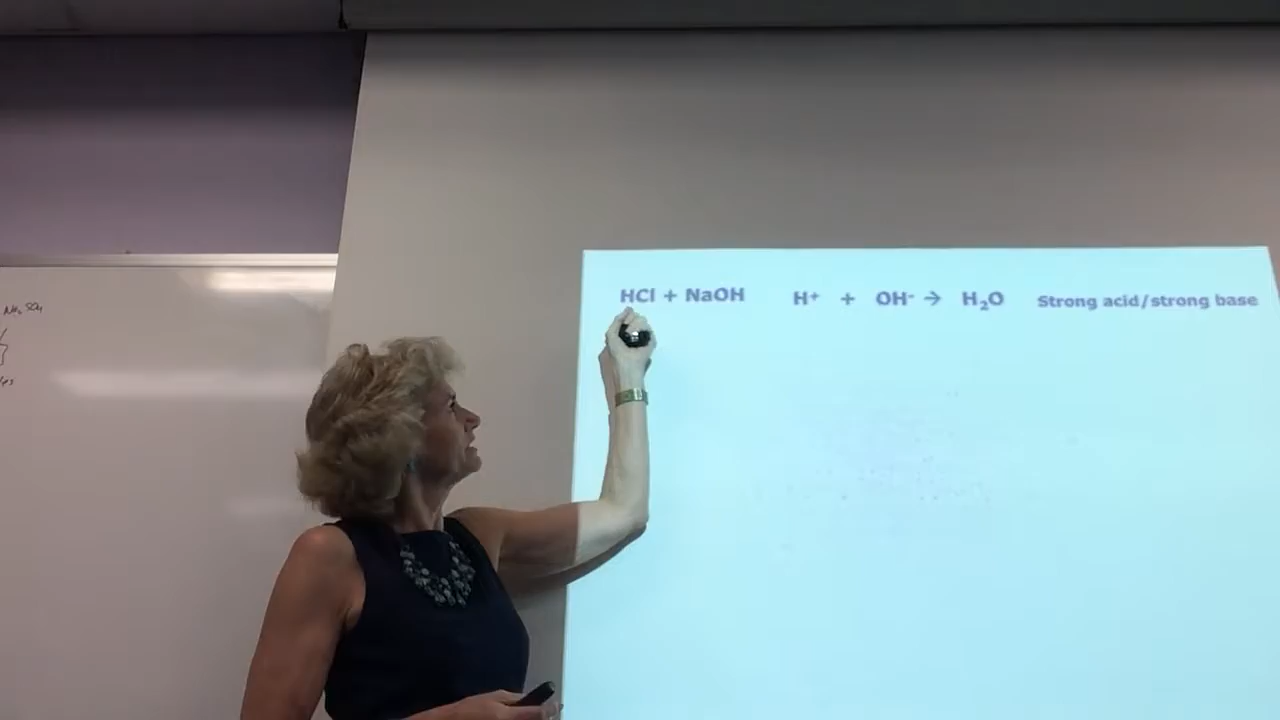 HCl + NaOH H⁺ + OH⁻ → H₂O Strong acid/strong base